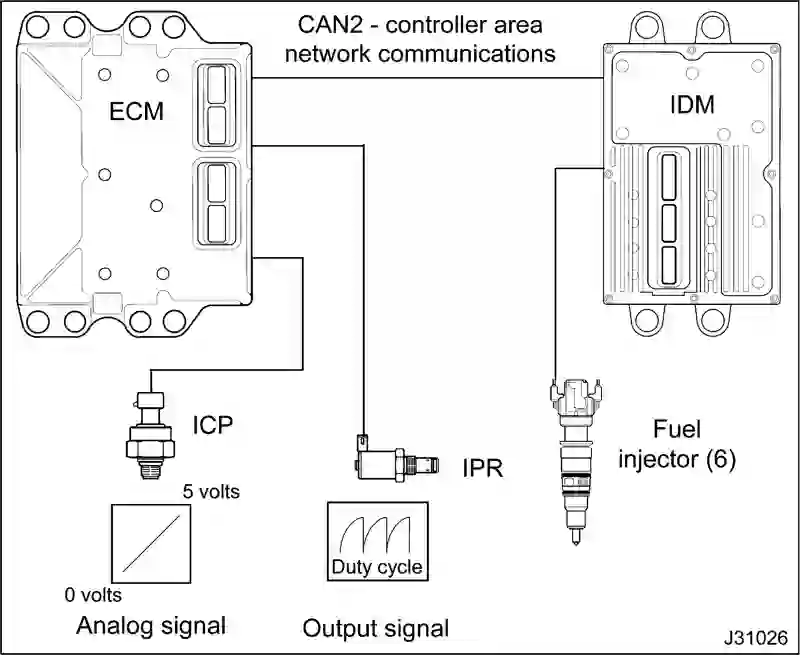 CAN2 - controller area
network communications
ECM
IDM
ICP
5 volts
0 volts
Analog signal
IPR
Duty cycle
Output signal
Fuel
injector (6)
J31026